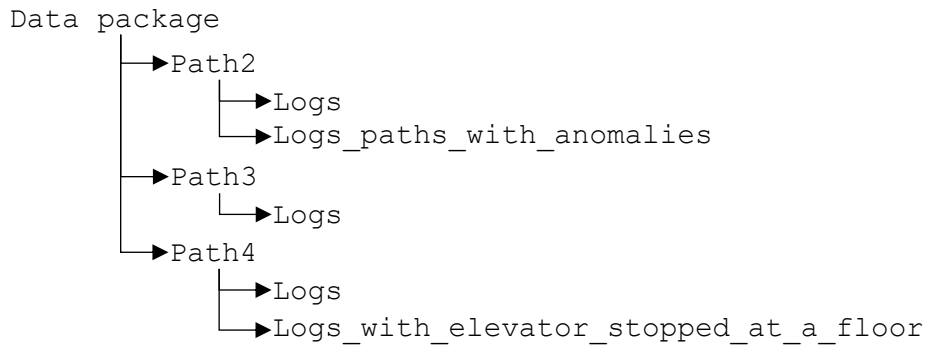 Data package
Path2
Logs
Logs_paths_with_anomalies
Path3
Logs
Path4
Logs
Logs_with_elevator_stopped_at_a_floor